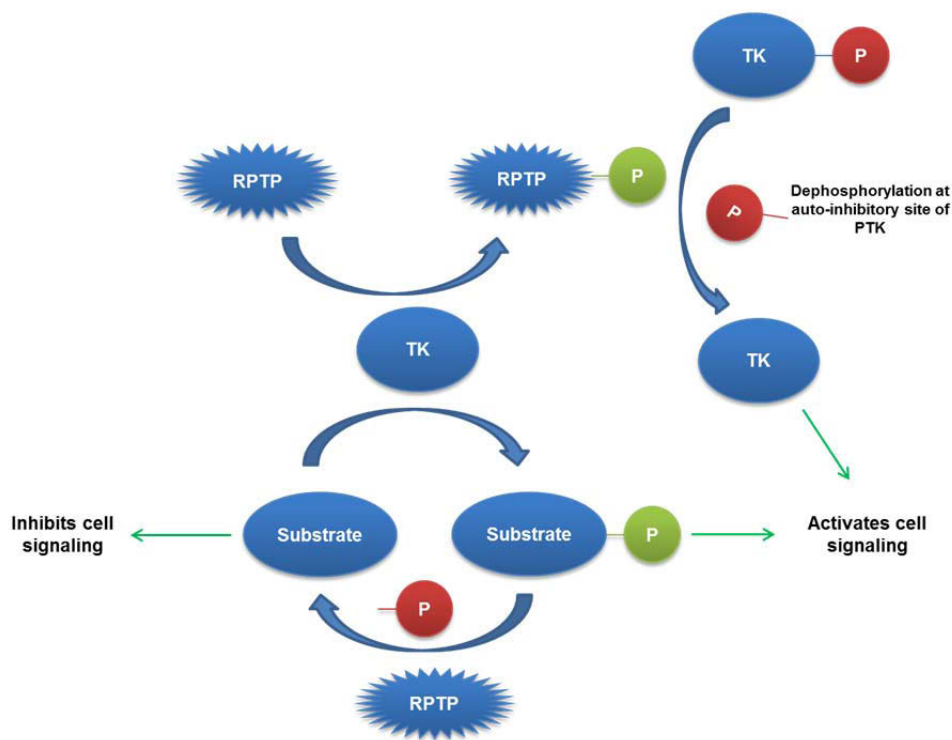 TK
P
RPTP
RPTP
P
P
Dephosphorylation at
auto-inhibitory site of
PTK
TK
TK
Inhibits cell
signaling
Substrate
Substrate
P
Activates cell
signaling
P
RPTP